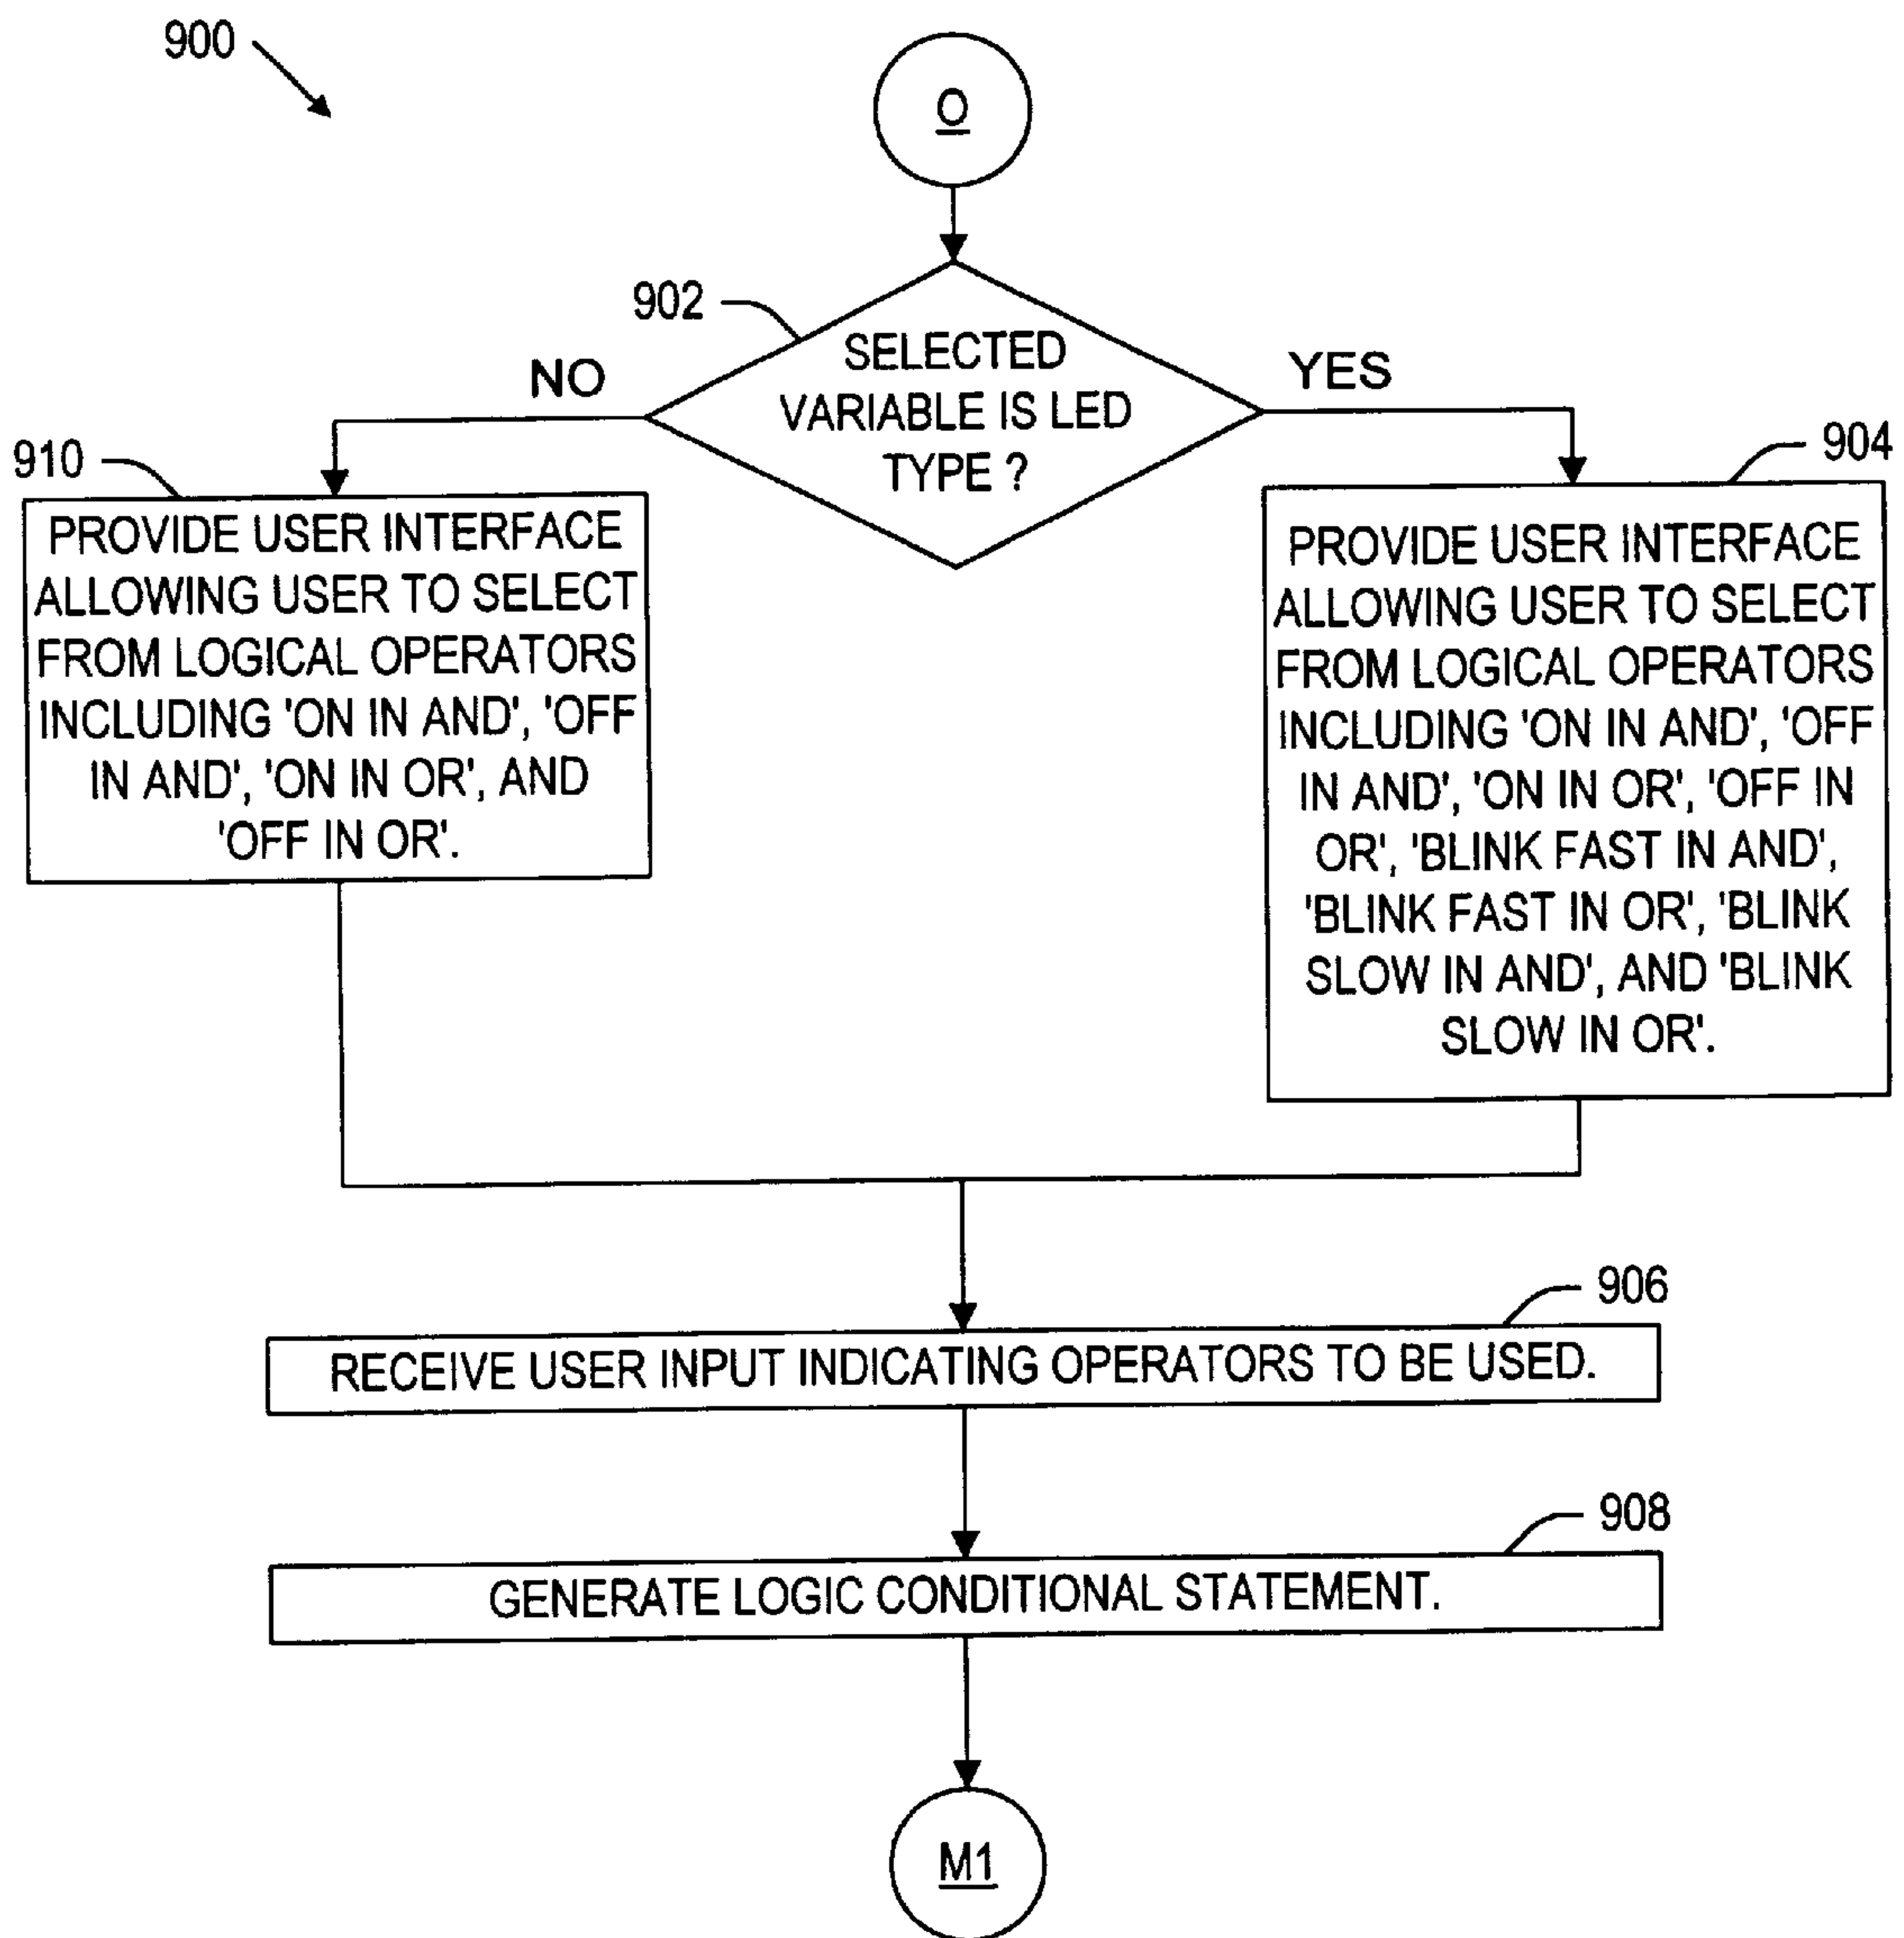 900
O
902
SELECTED
VARIABLE IS LED
TYPE ?
NO
YES
910
PROVIDE USER INTERFACE
ALLOWING USER TO SELECT
FROM LOGICAL OPERATORS
INCLUDING 'ON IN AND', 'OFF
IN AND', 'ON IN OR', AND
'OFF IN OR'.
904
PROVIDE USER INTERFACE
ALLOWING USER TO SELECT
FROM LOGICAL OPERATORS
INCLUDING 'ON IN AND', 'OFF
IN AND', 'ON IN OR', 'OFF IN
OR', 'BLINK FAST IN AND',
'BLINK FAST IN OR', 'BLINK
SLOW IN AND', AND 'BLINK
SLOW IN OR'.
906
RECEIVE USER INPUT INDICATING OPERATORS TO BE USED.
908
GENERATE LOGIC CONDITIONAL STATEMENT.
M1